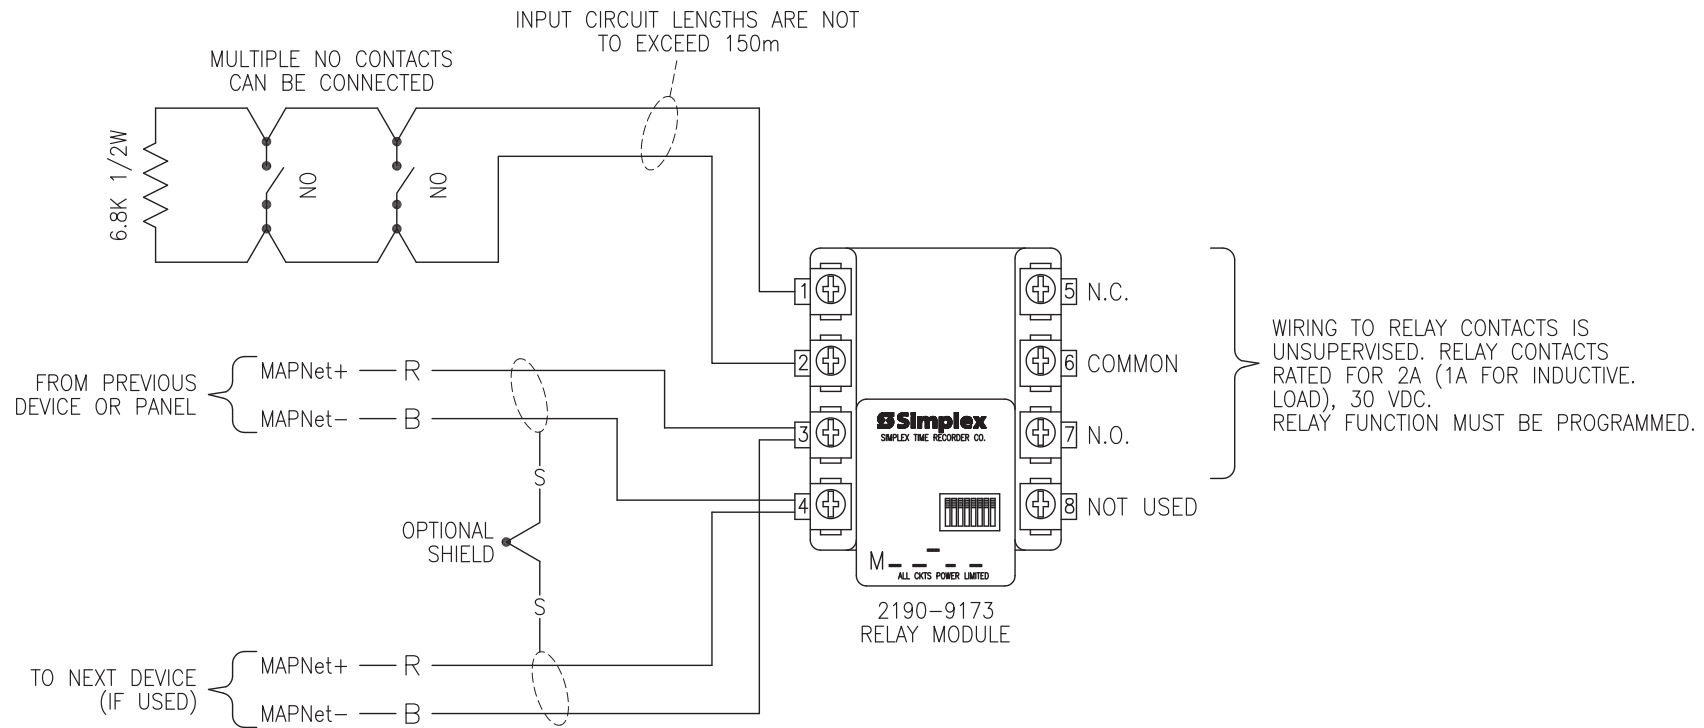 INPUT CIRCUIT LENGTHS ARE NOT
TO EXCEED 150m
MULTIPLE NO CONTACTS
CAN BE CONNECTED
6.8K 1/2W
NO
NO
1
2
3
4
5 N.C.
6 COMMON
7 N.O.
8 NOT USED
WIRING TO RELAY CONTACTS IS
UNSUPERVISED. RELAY CONTACTS
RATED FOR 2A (1A FOR INDUCTIVE.
LOAD), 30 VDC.
RELAY FUNCTION MUST BE PROGRAMMED.
FROM PREVIOUS
DEVICE OR PANEL
MAPNet+ R
MAPNet- B
Simplex
SIMPLEX TIME RECORDER CO.
S
OPTIONAL
SHIELD
S
M
ALL CKTS POWER LIMITED
2190-9173
RELAY MODULE
TO NEXT DEVICE
(IF USED)
MAPNet+ R
MAPNet- B